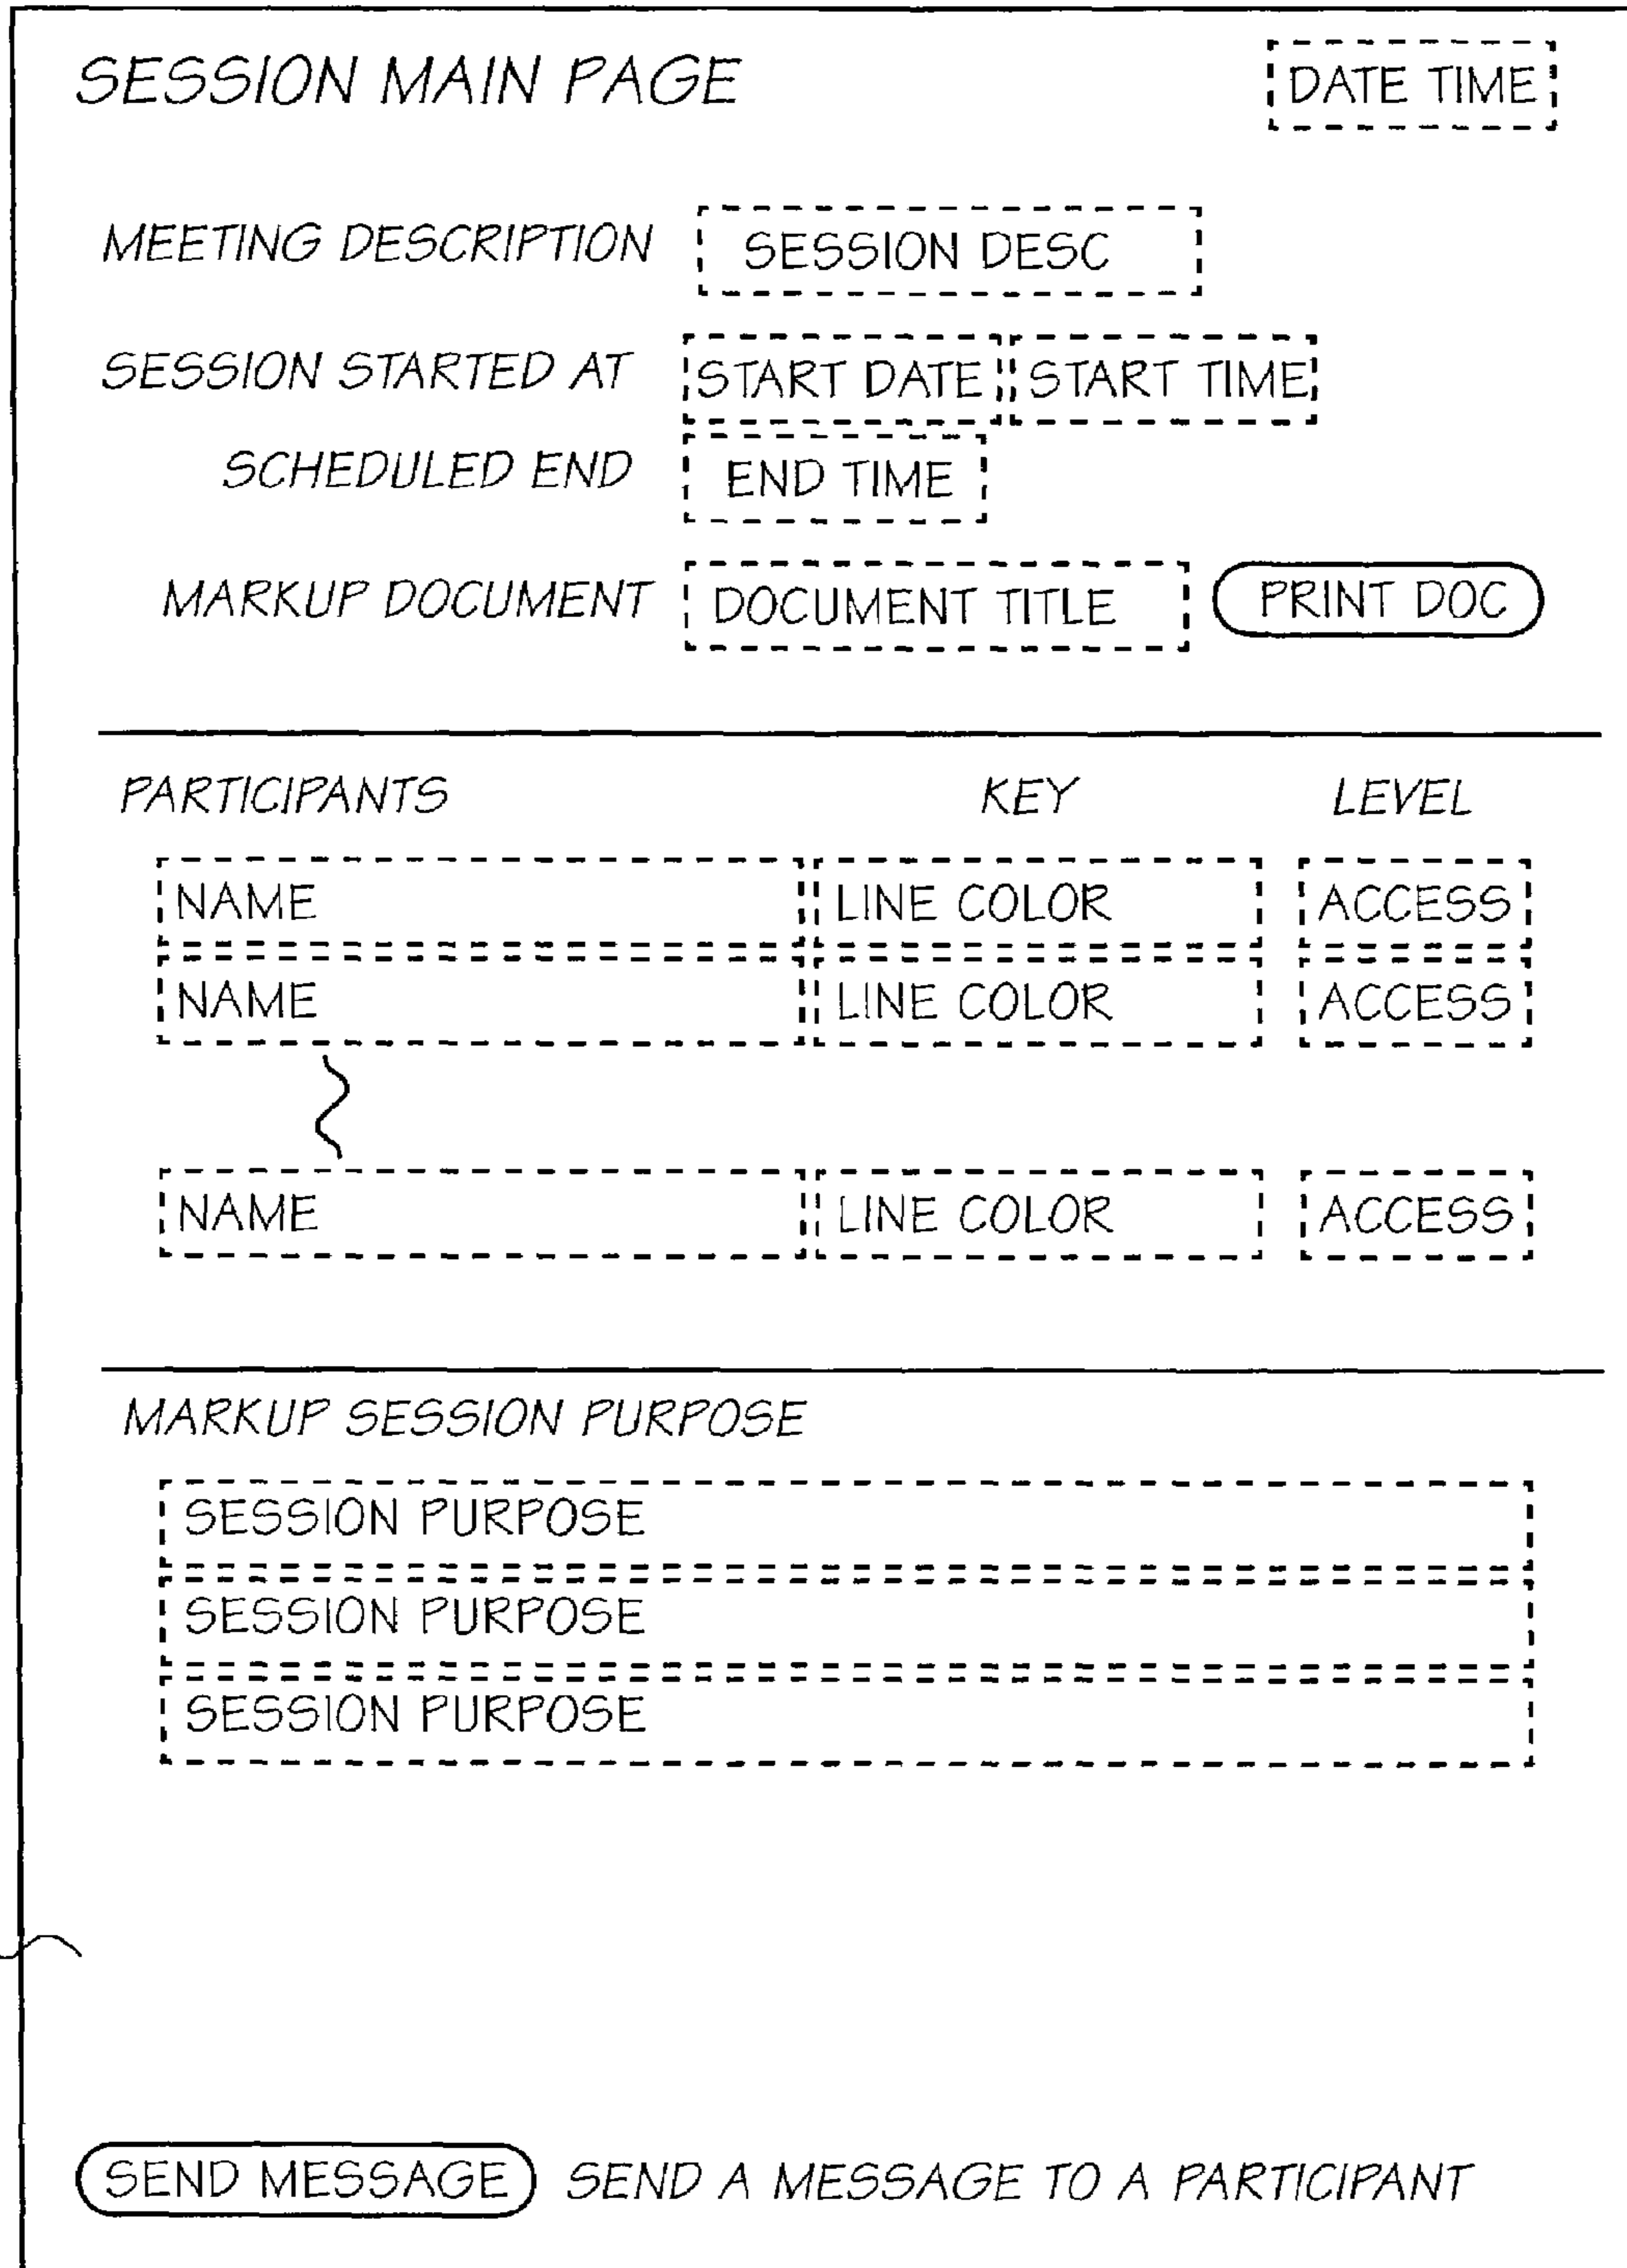 SESSION MAIN PAGE DATE TIME
MEETING DESCRIPTION SESSION DESC
SESSION STARTED AT START DATE START TIME
SCHEDULED END END TIME
MARKUP DOCUMENT DOCUMENT TITLE PRINT DOC
PARTICIPANTS KEY LEVEL
NAME LINE COLOR ACCESS
NAME LINE COLOR ACCESS
NAME LINE COLOR ACCESS
MARKUP SESSION PURPOSE
SESSION PURPOSE
SESSION PURPOSE
SESSION PURPOSE
SEND MESSAGE SEND A MESSAGE TO A PARTICIPANT